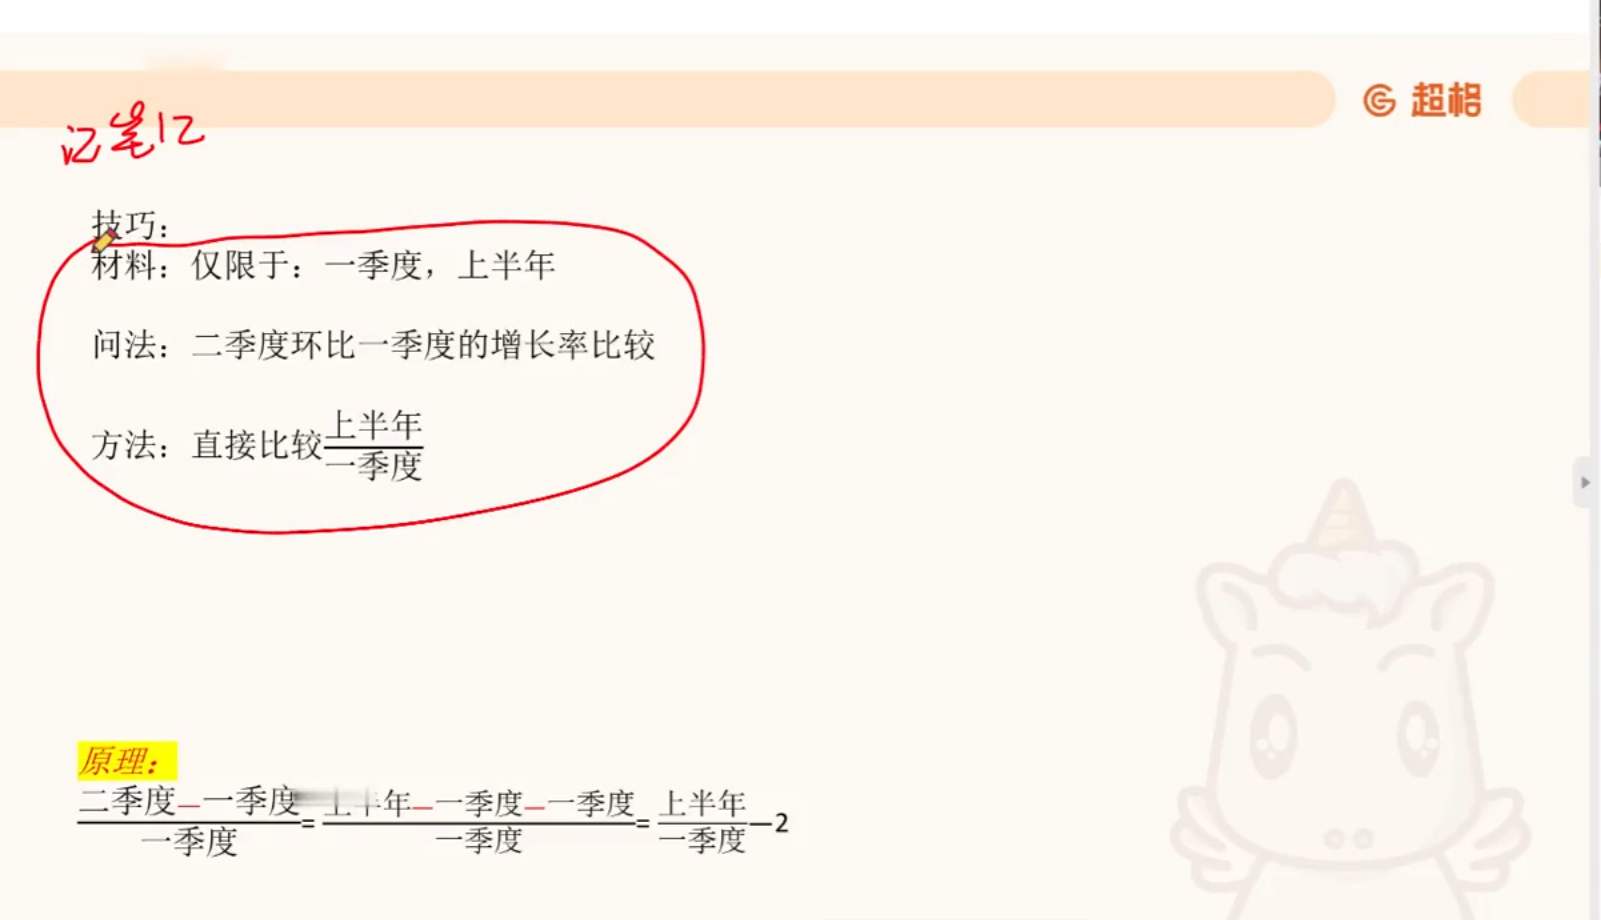 超格
记笔记
技巧：
材料：仅限于：一季度，上半年
问法：二季度环比一季度的增长率比较
方法：直接比较上半年/一季度
原理：
二季度—一季度/一季度=上半年—一季度—一季度/一季度=上半年/一季度—2